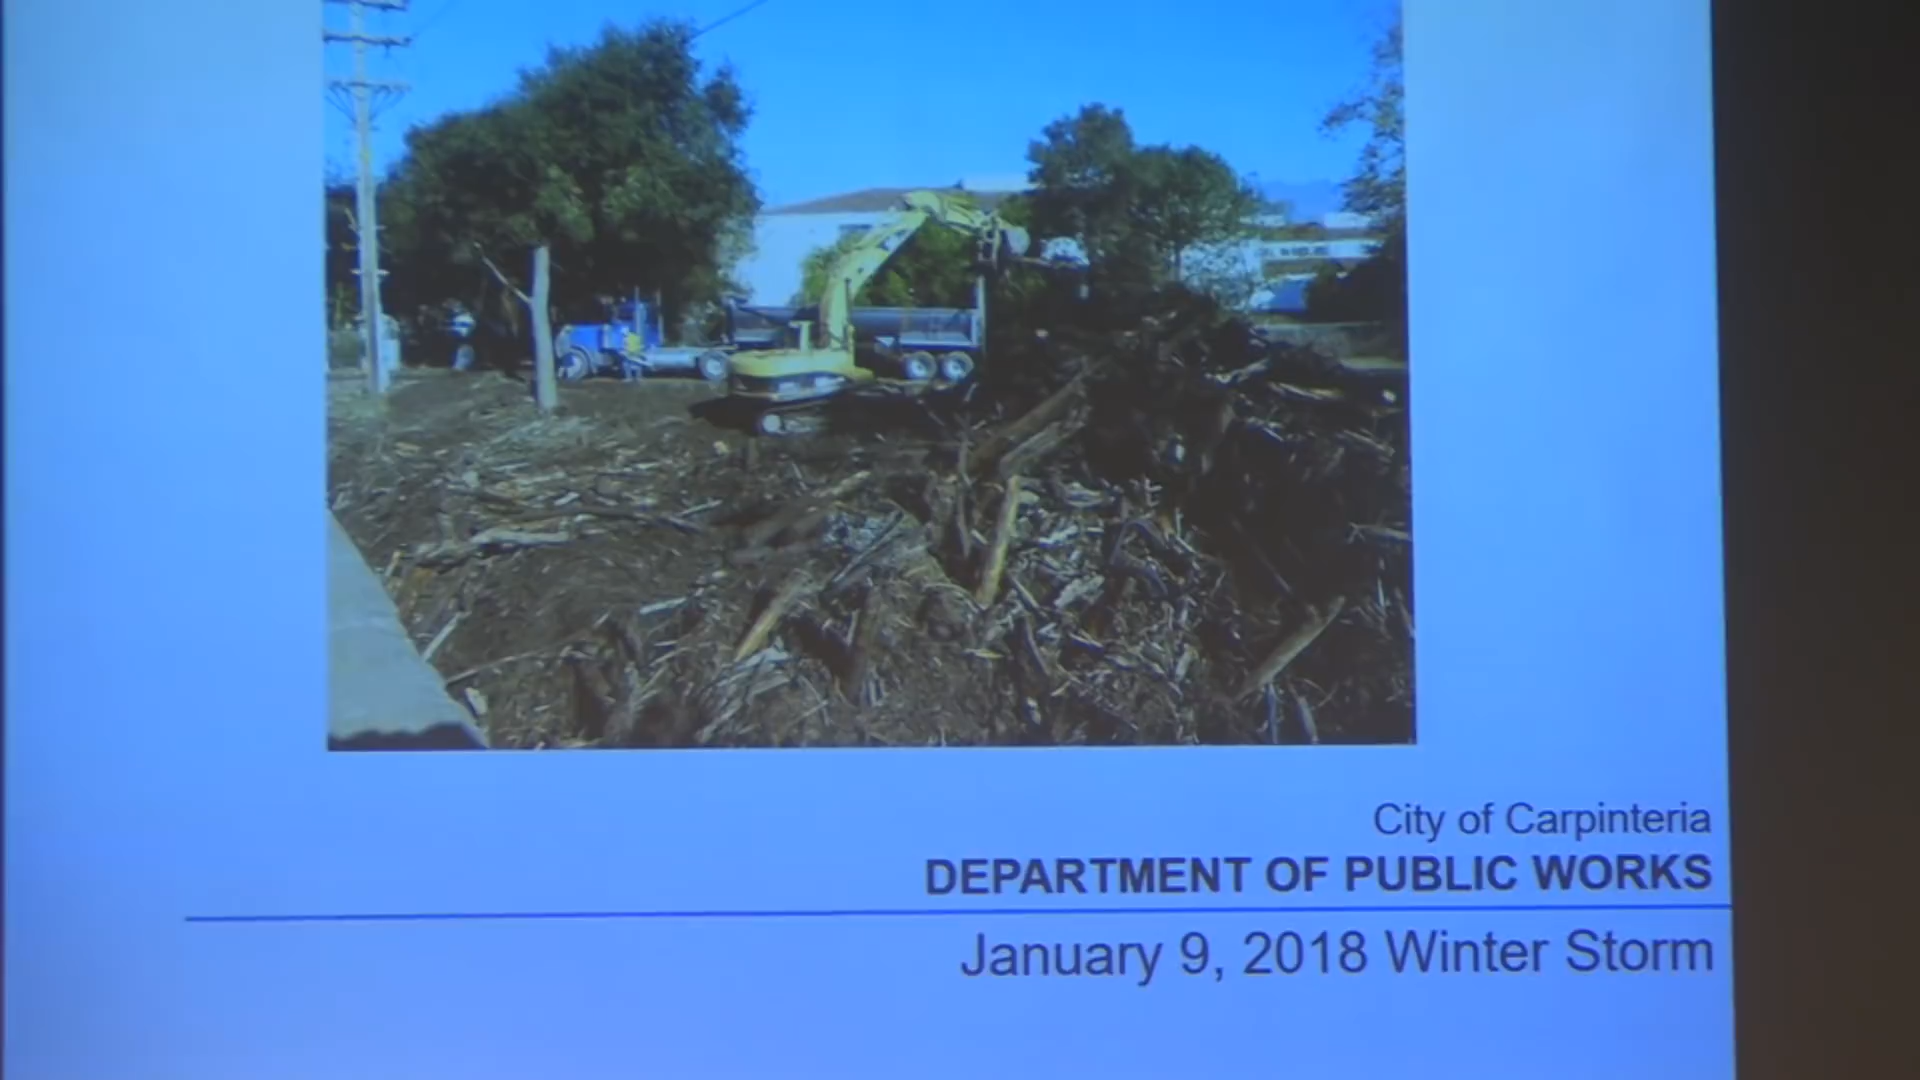 City of Carpinteria
DEPARTMENT OF PUBLIC WORKS
January 9, 2018 Winter Storm